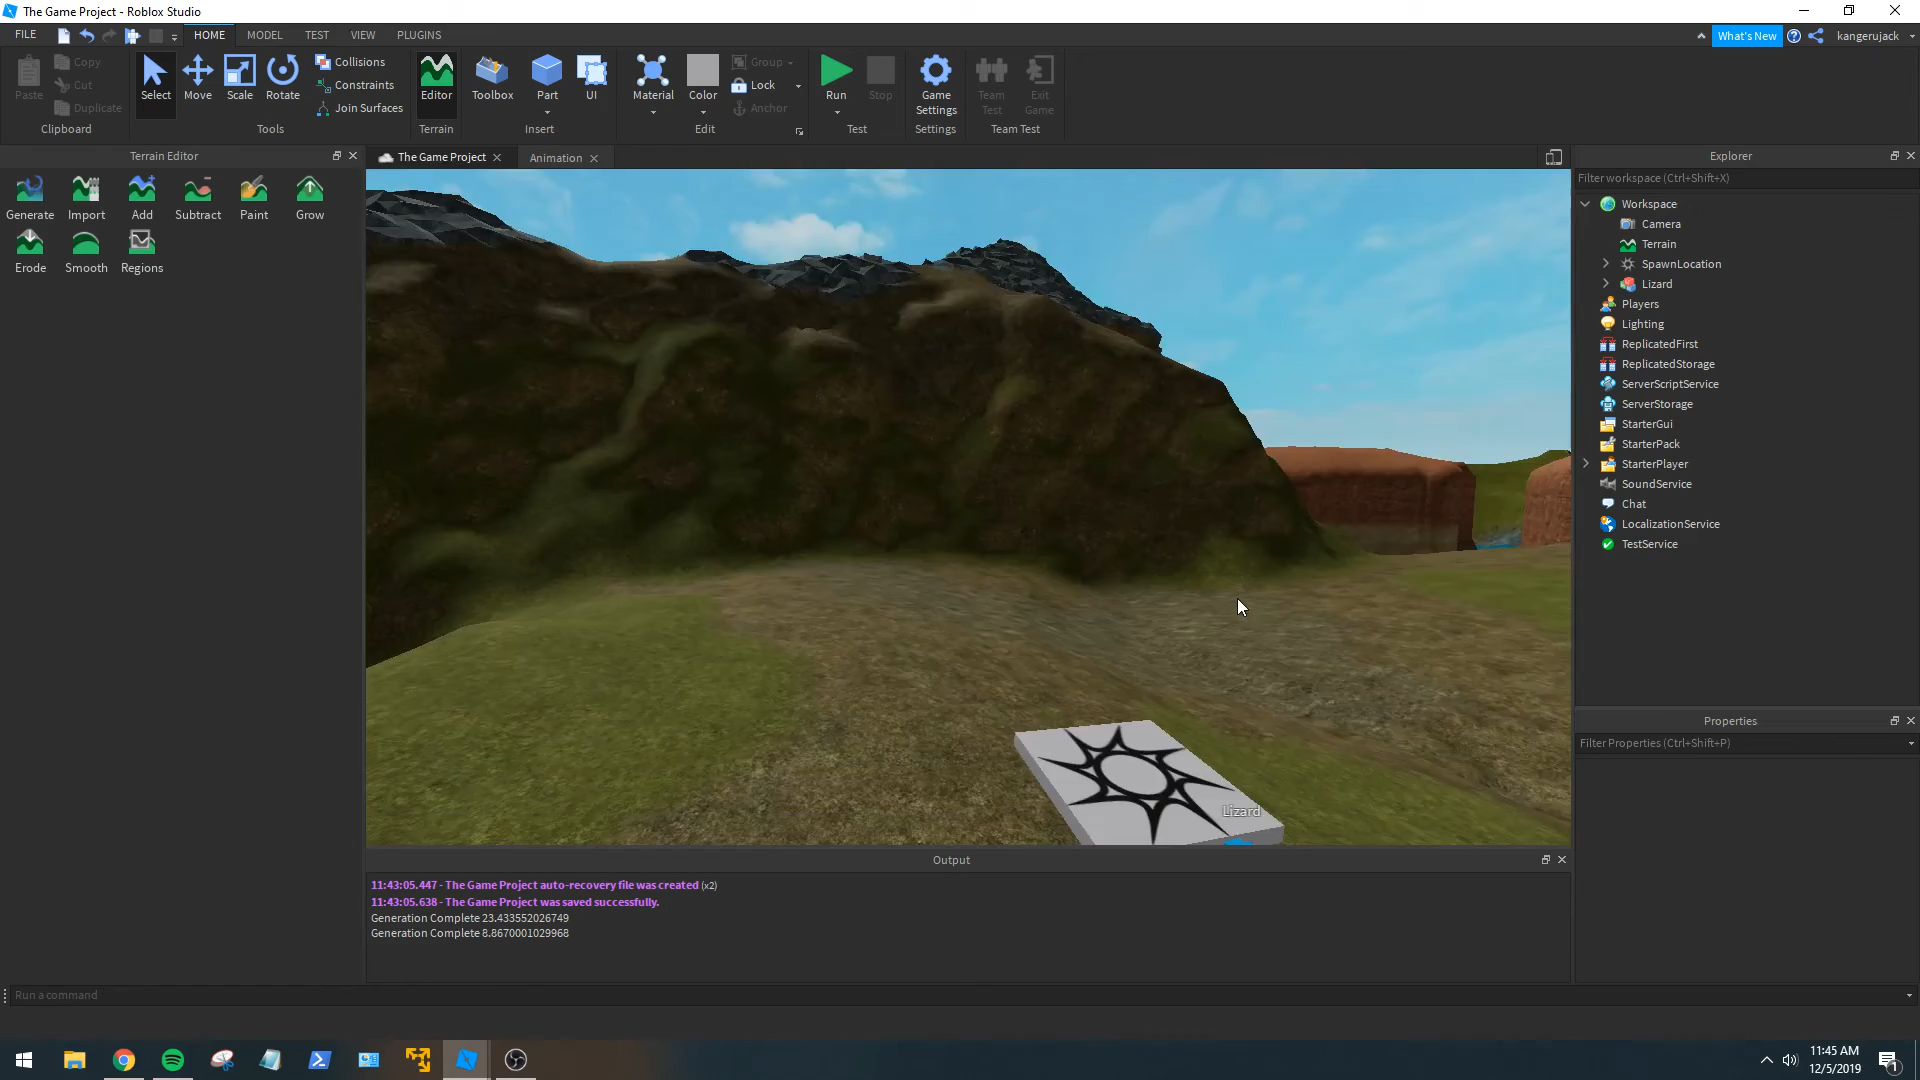 The Game Project - Roblox Studio
FILE
HOME
MODEL
TEST
VIEW
PLUGINS
What's New
kangerujack
Paste
Copy
Cut
Duplicate
Clipboard
Select
Move
Scale
Rotate
Collisions
Constraints
Join Surfaces
Tools
Editor
Terrain
Toolbox
Part
UI
Insert
Material
Color
Group
Lock
Anchor
Edit
Run
Stop
Test
Game
Settings
Settings
Team
Test
Exit
Game
Team Test
Terrain Editor
Generate
Import
Add
Subtract
Paint
Grow
Erode
Smooth
Regions
The Game Project
Animation
Lizard
Explorer
Filter workspace (Ctrl+Shift+X)
Workspace
Camera
Terrain
SpawnLocation
Lizard
Players
Lighting
ReplicatedFirst
ReplicatedStorage
ServerScriptService
ServerStorage
StarterGui
StarterPack
StarterPlayer
SoundService
Chat
LocalizationService
TestService
Properties
Filter Properties (Ctrl+Shift+P)
Output
11:43:05.447 - The Game Project auto-recovery file was created (x2)
11:43:05.638 - The Game Project was saved successfully.
Generation Complete 23.433552026749
Generation Complete 8.8670001029968
Run a command
11:45 AM
12/5/2019
1